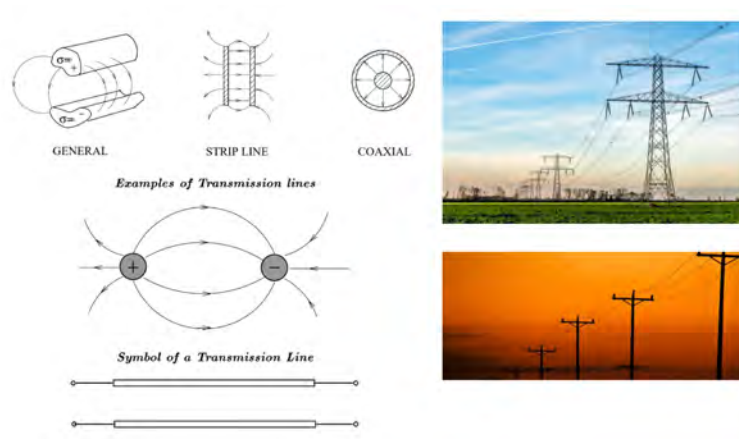 GENERAL
STRIP LINE
COAXIAL
Examples of Transmission lines
+
−
Symbol of a Transmission Line